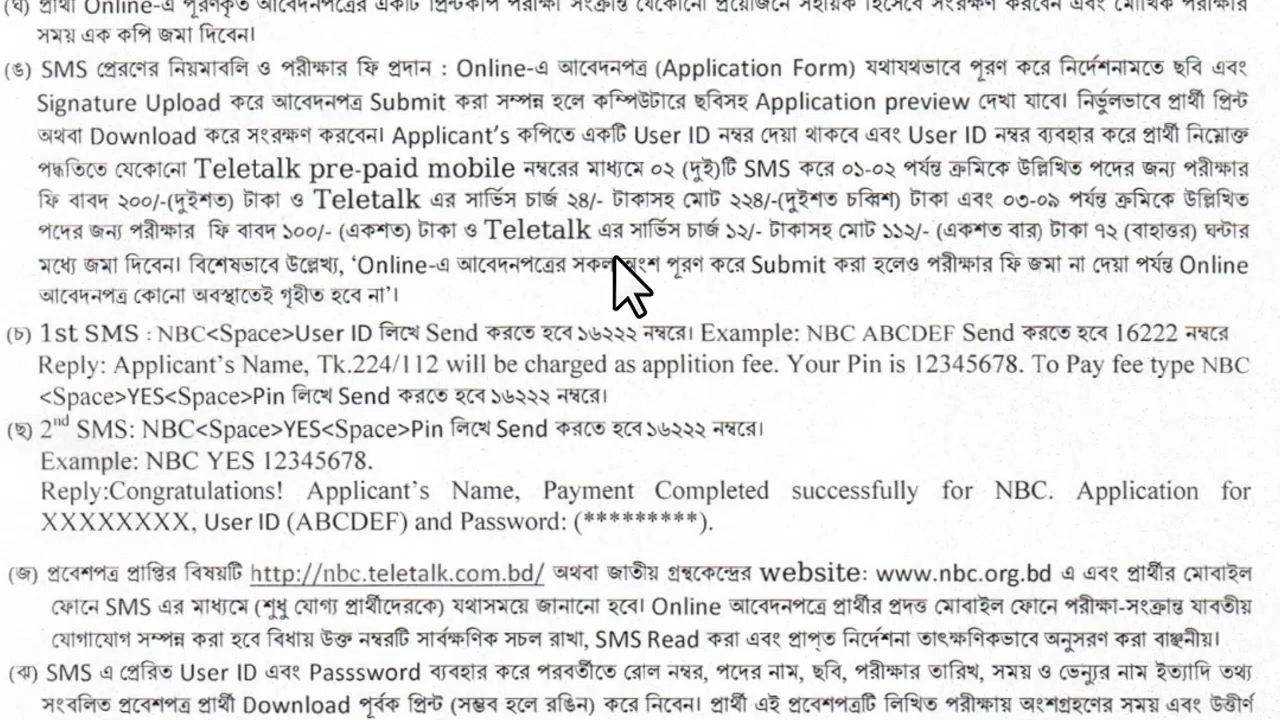 (ঘ) প্রার্থী Online-এ পূরণকৃত আবেদনপত্রের একটি প্রিন্টকপি পরীক্ষা সংক্রান্ত যেকোনো প্রয়োজনে সহায়ক হিসেবে সংরক্ষণ করবেন এবং মৌখিক পরীক্ষার
সময় এক কপি জমা দিবেন।
(ঙ) SMS প্রেরণের নিয়মাবলি ও পরীক্ষার ফি প্রদান : Online-এ আবেদনপত্র (Application Form) যথাযথভাবে পূরণ করে নির্দেশনামতে ছবি এবং
Signature Upload করে আবেদনপত্র Submit করা সম্পন্ন হলে কম্পিউটারে ছবিসহ Application preview দেখা যাবে। নির্ভুলভাবে প্রার্থী প্রিন্ট
অথবা Download করে সংরক্ষণ করবেন। Applicant's কপিতে একটি User ID নম্বর দেয়া থাকবে এবং User ID নম্বর ব্যবহার করে প্রার্থী নিম্নোক্ত
পদ্ধতিতে যেকোনো Teletalk pre-paid mobile নম্বরের মাধ্যমে ০২ (দুই)টি SMS করে ০১-০২ পর্যন্ত ক্রমিকে উল্লিখিত পদের জন্য পরীক্ষার
ফি বাবদ ২০০/-(দুইশত) টাকা ও Teletalk এর সার্ভিস চার্জ ২৪/- টাকাসহ মোট ২২৪/-(দুইশত চব্বিশ) টাকা এবং ০৩-০৯ পর্যন্ত ক্রমিকে উল্লিখিত
পদের জন্য পরীক্ষার ফি বাবদ ১০০/- (একশত) টাকা ও Teletalk এর সার্ভিস চার্জ ১২/- টাকাসহ মোট ১১২/- (একশত বার) টাকা ৭২ (বাহাত্তর) ঘন্টার
মধ্যে জমা দিবেন। বিশেষভাবে উল্লেখ্য, 'Online-এ আবেদনপত্রের সকল অংশ পূরণ করে Submit করা হলেও পরীক্ষার ফি জমা না দেয়া পর্যন্ত Online
আবেদনপত্র কোনো অবস্থাতেই গৃহীত হবে না'।
(চ) 1st SMS : NBC<Space>User ID লিখে Send করতে হবে ১৬২২২ নম্বরে। Example: NBC ABCDEF Send করতে হবে 16222 নম্বরে
Reply: Applicant's Name, Tk.224/112 will be charged as applition fee. Your Pin is 12345678. To Pay fee type NBC
<Space>YES<Space>Pin লিখে Send করতে হবে ১৬২২২ নম্বরে।
(ছ) 2nd SMS: NBC<Space>YES<Space>Pin লিখে Send করতে হবে ১৬২২২ নম্বরে।
Example: NBC YES 12345678.
Reply:Congratulations! Applicant's Name, Payment Completed successfully for NBC. Application for
XXXXXXXX, User ID (ABCDEF) and Password: (*********).
(জ) প্রবেশপত্র প্রাপ্তির বিষয়টি http://nbc.teletalk.com.bd/ অথবা জাতীয় গ্রন্থকেন্দ্রের website: www.nbc.org.bd এ এবং প্রার্থীর মোবাইল
ফোনে SMS এর মাধ্যমে (শুধু যোগ্য প্রার্থীদেরকে) যথাসময়ে জানানো হবে। Online আবেদনপত্রে প্রার্থীর প্রদত্ত মোবাইল ফোনে পরীক্ষা-সংক্রান্ত যাবতীয়
যোগাযোগ সম্পন্ন করা হবে বিধায় উক্ত নম্বরটি সার্বক্ষণিক সচল রাখা, SMS Read করা এবং প্রাপ্ত নির্দেশনা তাৎক্ষণিকভাবে অনুসরণ করা বাঞ্ছনীয়।
(ঝ) SMS এ প্রেরিত User ID এবং Passsword ব্যবহার করে পরবর্তীতে রোল নম্বর, পদের নাম, ছবি, পরীক্ষার তারিখ, সময় ও ভেন্যুর নাম ইত্যাদি তথ্য
সংবলিত প্রবেশপত্র প্রার্থী Download পূর্বক প্রিন্ট (সম্ভব হলে রঙিন) করে নিবেন। প্রার্থী এই প্রবেশপত্রটি লিখিত পরীক্ষায় অংশগ্রহণের সময় এবং উত্তীর্ণ